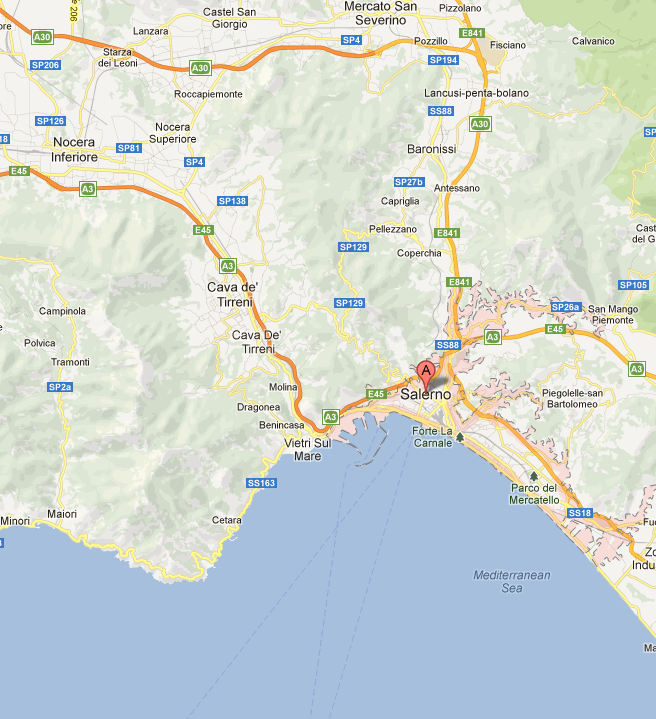 Pizzolano
Mercato San
Severino
206
Castel San
Giorgio
Lanzara
A30
E841
Fisciano
Calvanico
Pozzillo
SP4
Starza
dei Leoni
SP206
SP194
A30
Roccapiemonte
Lancusi-penta-bolano
SS88
SP126
A30
Nocera
Superiore
18
Nocera
Inferiore
SP81
Baronissi
SP4
E45
SP27b
A3
Antessano
SP138
Capriglia
E45
Pellezzano
E841
SP129
Coperchia
A3
E841
Cava de'
Tirreni
SP105
SP129
SP26a
Campinola
San Mango
Piemonte
E45
Cava De'
Tirreni
A3
SS88
Polvica
Tramonti
A
A3
SP2a
Molina
E45
Salerno
Piegolelle-san
Bartolomeo
Dragonea
A3
Benincasa
Forte La
Carnale
Vietri Sul
Mare
SS163
Parco del
Mercatello
Maiori
SS18
Minori
Cetara
Mediterranean
Sea